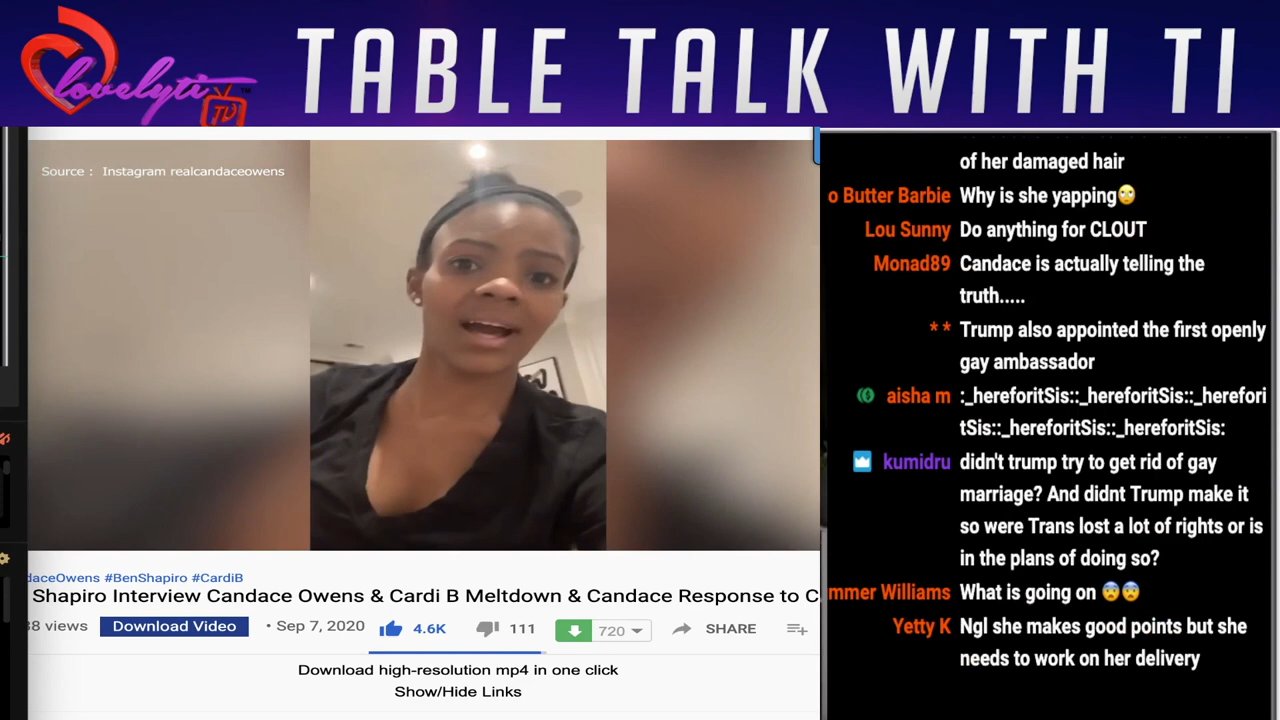 lovelyti TV™
TABLE TALK WITH TI
Source : Instagram realcandaceowens
of her damaged hair
o Butter Barbie Why is she yapping🙄
Lou Sunny Do anything for CLOUT
Monad89 Candace is actually telling the
truth.....
* * Trump also appointed the first openly
gay ambassador
aisha m :_hereforitSis::_hereforitSis::_herefori
tSis::_hereforitSis::_hereforitSis:
kumidru didn't trump try to get rid of gay
marriage? And didnt Trump make it
so were Trans lost a lot of rights or is
in the plans of doing so?
mmer Williams What is going on 😨😨
Yetty K Ngl she makes good points but she
needs to work on her delivery
daceOwens #BenShapiro #CardiB
Shapiro Interview Candace Owens & Cardi B Meltdown & Candace Response to C
38 views Download Video • Sep 7, 2020 4.6K 111 720 SHARE
Download high-resolution mp4 in one click
Show/Hide Links